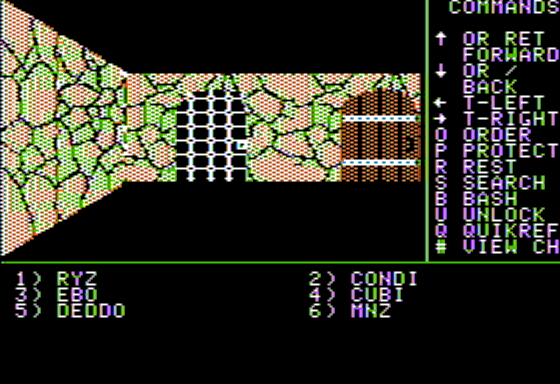 COMMANDS
↑ OR RET
FORWARD
↓ OR /
BACK
← T-LEFT
→ T-RIGHT
O ORDER
P PROTECT
R REST
S SEARCH
B BASH
U UNLOCK
Q QUIKREF
# VIEW CH
1) RYZ 2) CONDI
3) EBO 4) CUBI
5) DEDDO 6) MNZ